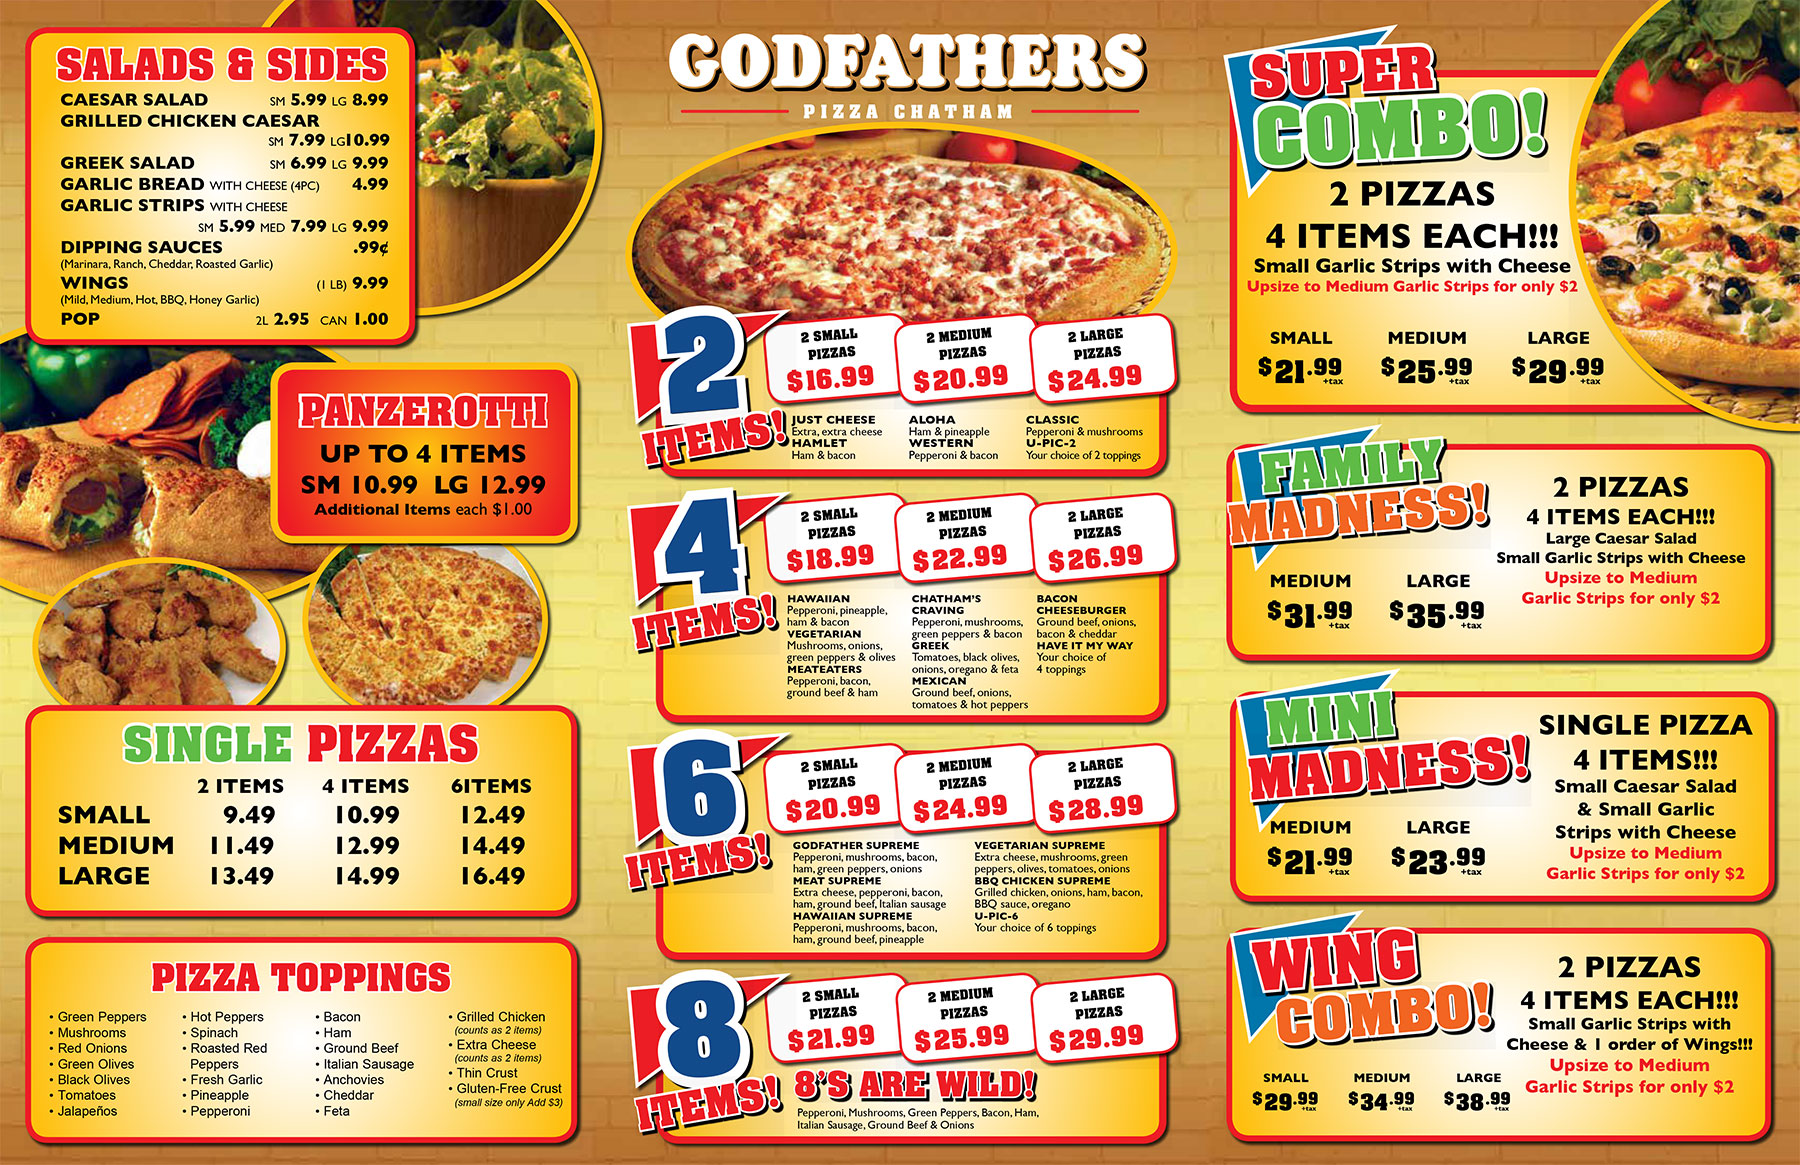 SALADS & SIDES
CAESAR SALAD SM 5.99 LG 8.99
GRILLED CHICKEN CAESAR
SM 7.99 LG10.99
GREEK SALAD SM 6.99 LG 9.99
GARLIC BREAD WITH CHEESE (4PC) 4.99
GARLIC STRIPS WITH CHEESE
SM 5.99 MED 7.99 LG 9.99
DIPPING SAUCES .99¢
(Marinara, Ranch, Cheddar, Roasted Garlic)
WINGS (1 LB) 9.99
(Mild, Medium, Hot, BBQ, Honey Garlic)
POP 2L 2.95 CAN 1.00
PANZEROTTI
UP TO 4 ITEMS
SM 10.99 LG 12.99
Additional Items each $1.00
SINGLE PIZZAS
2 ITEMS 4 ITEMS 6ITEMS
SMALL 9.49 10.99 12.49
MEDIUM 11.49 12.99 14.49
LARGE 13.49 14.99 16.49
PIZZA TOPPINGS
• Green Peppers
• Mushrooms
• Red Onions
• Green Olives
• Black Olives
• Tomatoes
• Jalapeños
• Hot Peppers
• Spinach
• Roasted Red
Peppers
• Fresh Garlic
• Pineapple
• Pepperoni
• Bacon
• Ham
• Ground Beef
• Italian Sausage
• Anchovies
• Cheddar
• Feta
• Grilled Chicken
(counts as 2 items)
• Extra Cheese
(counts as 2 items)
• Thin Crust
• Gluten-Free Crust
(small size only Add $3)
GODFATHERS
PIZZA CHATHAM
2
ITEMS!
2 SMALL
PIZZAS
$16.99
2 MEDIUM
PIZZAS
$20.99
2 LARGE
PIZZAS
$24.99
JUST CHEESE
Extra, extra cheese
HAMLET
Ham & bacon
ALOHA
Ham & pineapple
WESTERN
Pepperoni & bacon
CLASSIC
Pepperoni & mushrooms
U-PIC-2
Your choice of 2 toppings
4
ITEMS!
2 SMALL
PIZZAS
$18.99
2 MEDIUM
PIZZAS
$22.99
2 LARGE
PIZZAS
$26.99
HAWAIIAN
Pepperoni, pineapple,
ham & bacon
VEGETARIAN
Mushrooms, onions,
green peppers & olives
MEATEATERS
Pepperoni, bacon,
ground beef & ham
CHATHAM'S
CRAVING
Pepperoni, mushrooms,
green peppers & bacon
GREEK
Tomatoes, black olives,
onions, oregano & feta
MEXICAN
Ground beef, onions,
tomatoes & hot peppers
BACON
CHEESEBURGER
Ground beef, onions,
bacon & cheddar
HAVE IT MY WAY
Your choice of
4 toppings
6
ITEMS!
2 SMALL
PIZZAS
$20.99
2 MEDIUM
PIZZAS
$24.99
2 LARGE
PIZZAS
$28.99
GODFATHER SUPREME
Pepperoni, mushrooms, bacon,
ham, green peppers, onions
MEAT SUPREME
Extra cheese, pepperoni, bacon,
ham, ground beef, Italian sausage
HAWAIIAN SUPREME
Pepperoni, mushrooms, bacon,
ham, ground beef, pineapple
VEGETARIAN SUPREME
Extra cheese, mushrooms, green
peppers, olives, tomatoes, onions
BBQ CHICKEN SUPREME
Grilled chicken, onions, ham, bacon,
BBQ sauce, oregano
U-PIC-6
Your choice of 6 toppings
8
ITEMS!
2 SMALL
PIZZAS
$21.99
2 MEDIUM
PIZZAS
$25.99
2 LARGE
PIZZAS
$29.99
8'S ARE WILD!
Pepperoni, Mushrooms, Green Peppers, Bacon, Ham,
Italian Sausage, Ground Beef & Onions
SUPER
COMBO!
2 PIZZAS
4 ITEMS EACH!!!
Small Garlic Strips with Cheese
Upsize to Medium Garlic Strips for only $2
SMALL MEDIUM LARGE
$21.99 +tax $25.99 +tax $29.99 +tax
FAMILY
MADNESS!
2 PIZZAS
4 ITEMS EACH!!!
Large Caesar Salad
Small Garlic Strips with Cheese
Upsize to Medium
Garlic Strips for only $2
MEDIUM LARGE
$31.99 +tax $35.99 +tax
MINI
MADNESS!
SINGLE PIZZA
4 ITEMS!!!
Small Caesar Salad
& Small Garlic
Strips with Cheese
Upsize to Medium
Garlic Strips for only $2
MEDIUM LARGE
$21.99 +tax $23.99 +tax
WING
COMBO!
2 PIZZAS
4 ITEMS EACH!!!
Small Garlic Strips with
Cheese & 1 order of Wings!!!
Upsize to Medium
Garlic Strips for only $2
SMALL MEDIUM LARGE
$29.99 +tax $34.99 +tax $38.99 +tax